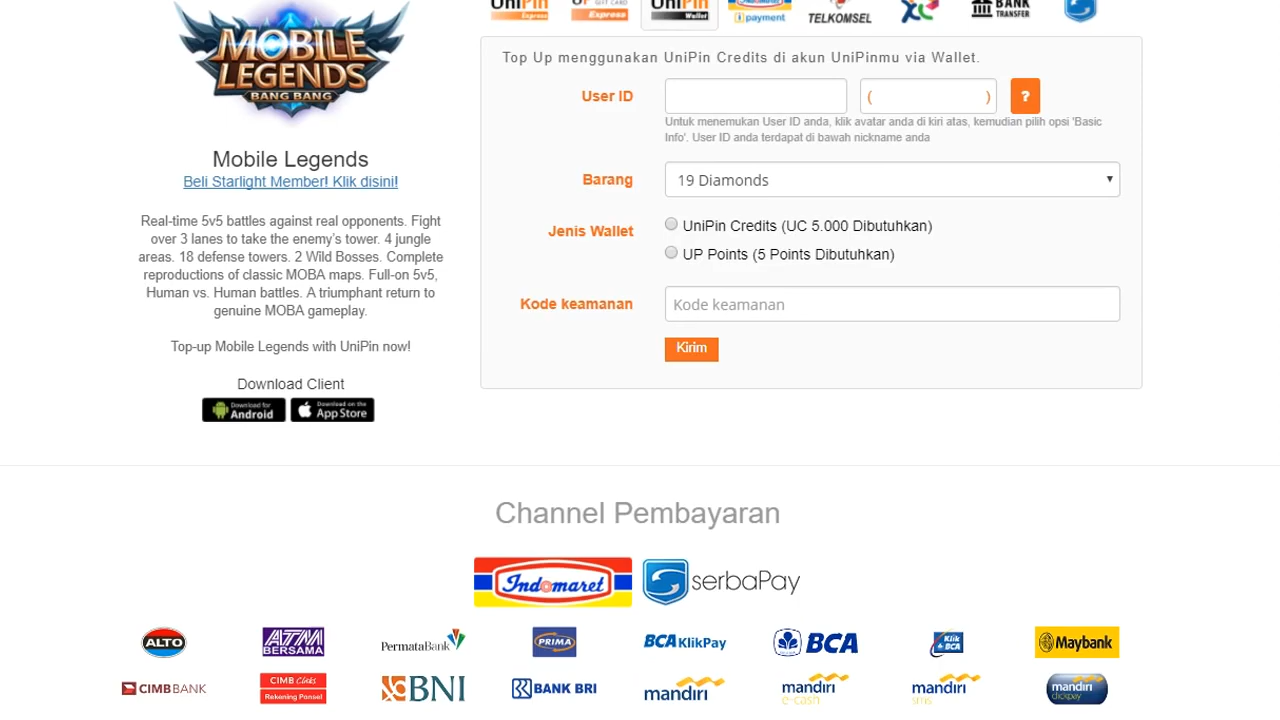 MOBILE
LEGENDS
BANG BANG
Mobile Legends
Beli Starlight Member! Klik disini!
Real-time 5v5 battles against real opponents. Fight
over 3 lanes to take the enemy's tower. 4 jungle
areas. 18 defense towers. 2 Wild Bosses. Complete
reproductions of classic MOBA maps. Full-on 5v5,
Human vs. Human battles. A triumphant return to
genuine MOBA gameplay.
Top-up Mobile Legends with UniPin now!
Download Client
Download for
Android
Download on the
App Store
UniPin
Express
GIFT CARD
Express
UniPin
Wallet
payment
TELKOMSEL
XL
BANK
TRANSFER
Top Up menggunakan UniPin Credits di akun UniPinmu via Wallet.
User ID
( )
?
Untuk menemukan User ID anda, klik avatar anda di kiri atas, kemudian pilih opsi 'Basic
Info'. User ID anda terdapat di bawah nickname anda
Barang
19 Diamonds
Jenis Wallet
UniPin Credits (UC 5.000 Dibutuhkan)
UP Points (5 Points Dibutuhkan)
Kode keamanan
Kode keamanan
Kirim
Channel Pembayaran
Indomaret
serbaPay
ALTO
ATM
BERSAMA
PermataBank
PRIMA
BCA KlikPay
BCA
Klik
BCA
Maybank
CIMB BANK
CIMB Clicks
Rekening Ponsel
BNI
BANK BRI
mandiri
mandiri
e-cash
mandiri
sms
mandiri
clickpay